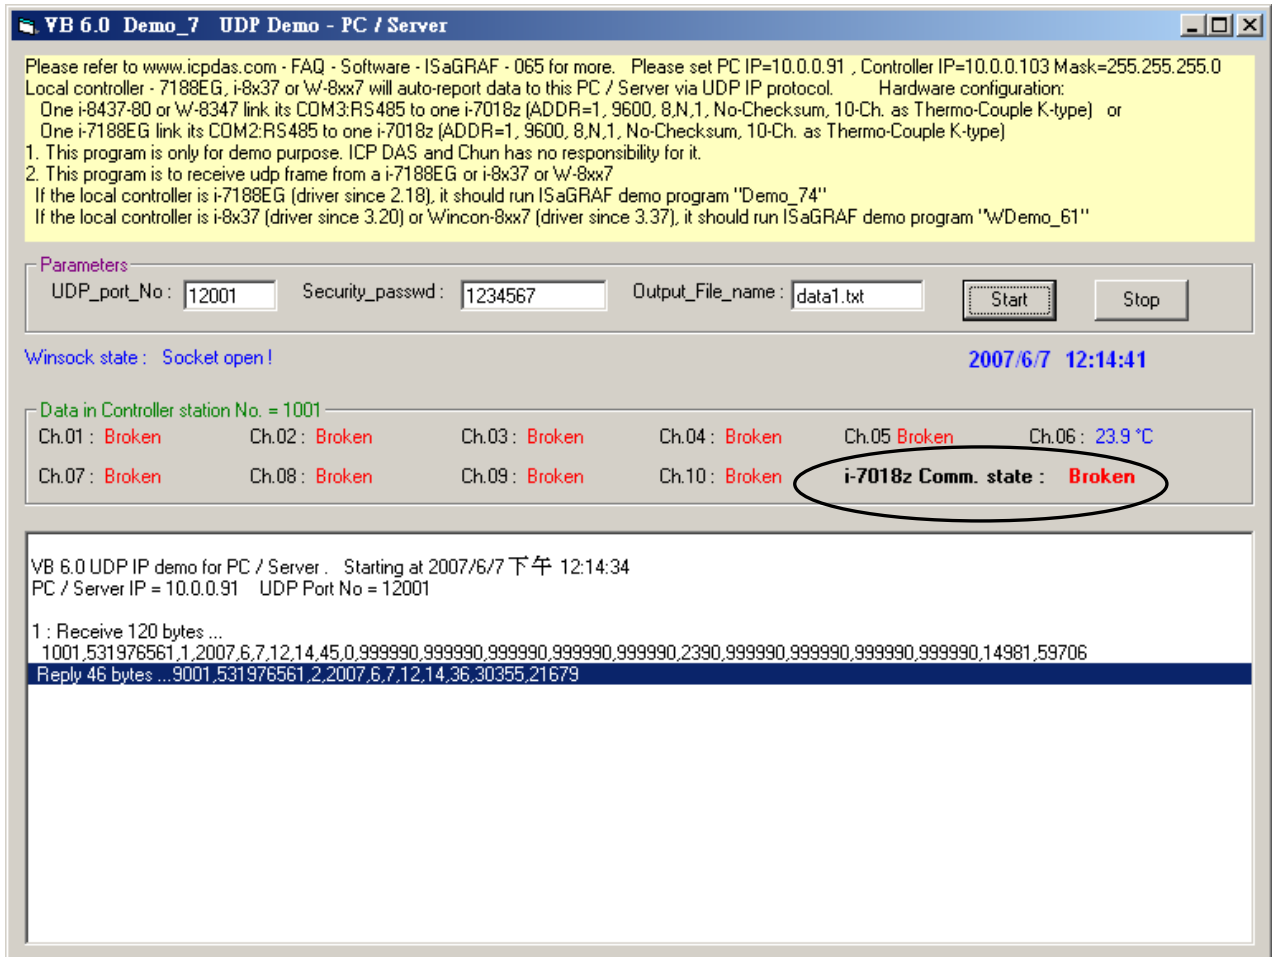 VB 6.0 Demo_7 UDP Demo - PC / Server
Please refer to www.icpdas.com - FAQ - Software - ISaGRAF - 065 for more. Please set PC IP=10.0.0.91 , Controller IP=10.0.0.103 Mask=255.255.255.0
Local controller - 7188EG, i-8x37 or W-8xx7 will auto-report data to this PC / Server via UDP IP protocol. Hardware configuration:
One i-8437-80 or W-8347 link its COM3:RS485 to one i-7018z (ADDR=1, 9600, 8,N,1, No-Checksum, 10-Ch. as Thermo-Couple K-type) or
One i-7188EG link its COM2:RS485 to one i-7018z (ADDR=1, 9600, 8,N,1, No-Checksum, 10-Ch. as Thermo-Couple K-type)
1. This program is only for demo purpose. ICP DAS and Chun has no responsibility for it.
2. This program is to receive udp frame from a i-7188EG or i-8x37 or W-8xx7
If the local controller is i-7188EG (driver since 2.18), it should run ISaGRAF demo program "Demo_74"
If the local controller is i-8x37 (driver since 3.20) or Wincon-8xx7 (driver since 3.37), it should run ISaGRAF demo program "WDemo_61"
Parameters
UDP_port_No : 12001 Security_passwd : 1234567 Output_File_name : data1.txt Start Stop
Winsock state : Socket open ! 2007/6/7 12:14:41
Data in Controller station No. = 1001
Ch.01 : Broken Ch.02 : Broken Ch.03 : Broken Ch.04 : Broken Ch.05 Broken Ch.06 : 23.9 °C
Ch.07 : Broken Ch.08 : Broken Ch.09 : Broken Ch.10 : Broken i-7018z Comm. state : Broken
VB 6.0 UDP IP demo for PC / Server . Starting at 2007/6/7 下午 12:14:34
PC / Server IP = 10.0.0.91 UDP Port No = 12001
1 : Receive 120 bytes ...
1001,531976561,1,2007,6,7,12,14,45,0,999990,999990,999990,999990,999990,2390,999990,999990,999990,999990,14981,59706
Reply 46 bytes ...9001,531976561,2,2007,6,7,12,14,36,30355,21679